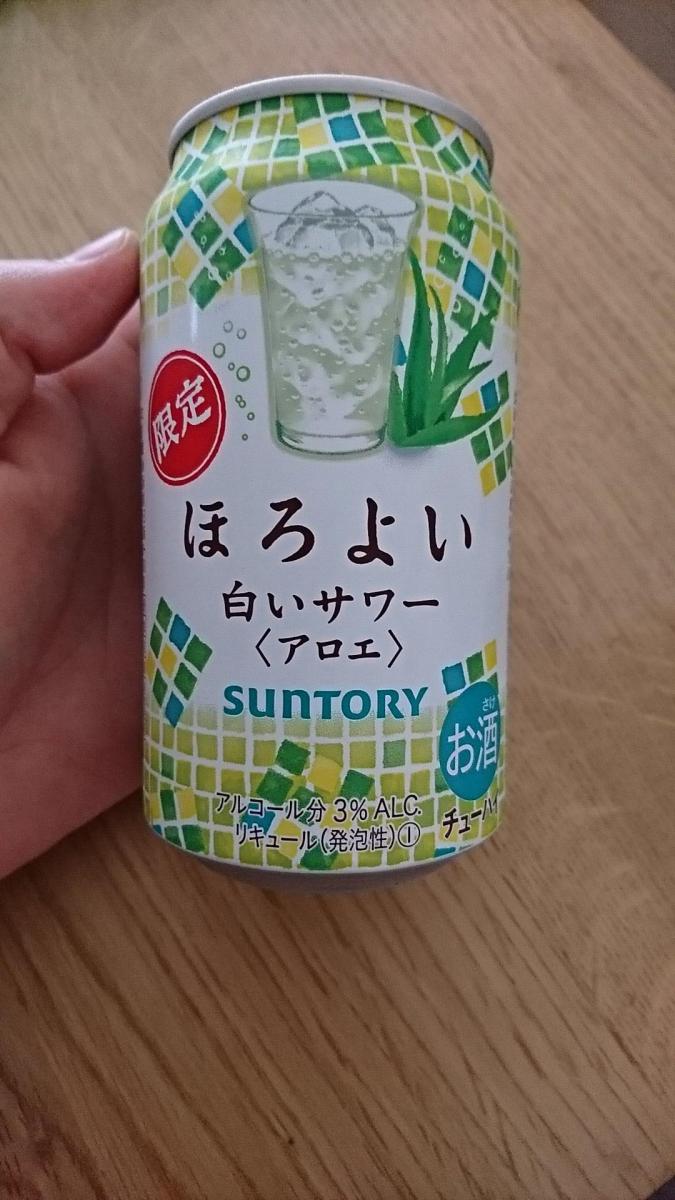 限定
ほろよい
白いサワー
〈アロエ〉
SUNTORY
さけ
お酒
アルコール分3%ALC.
チューハイ
リキュール(発泡性)①